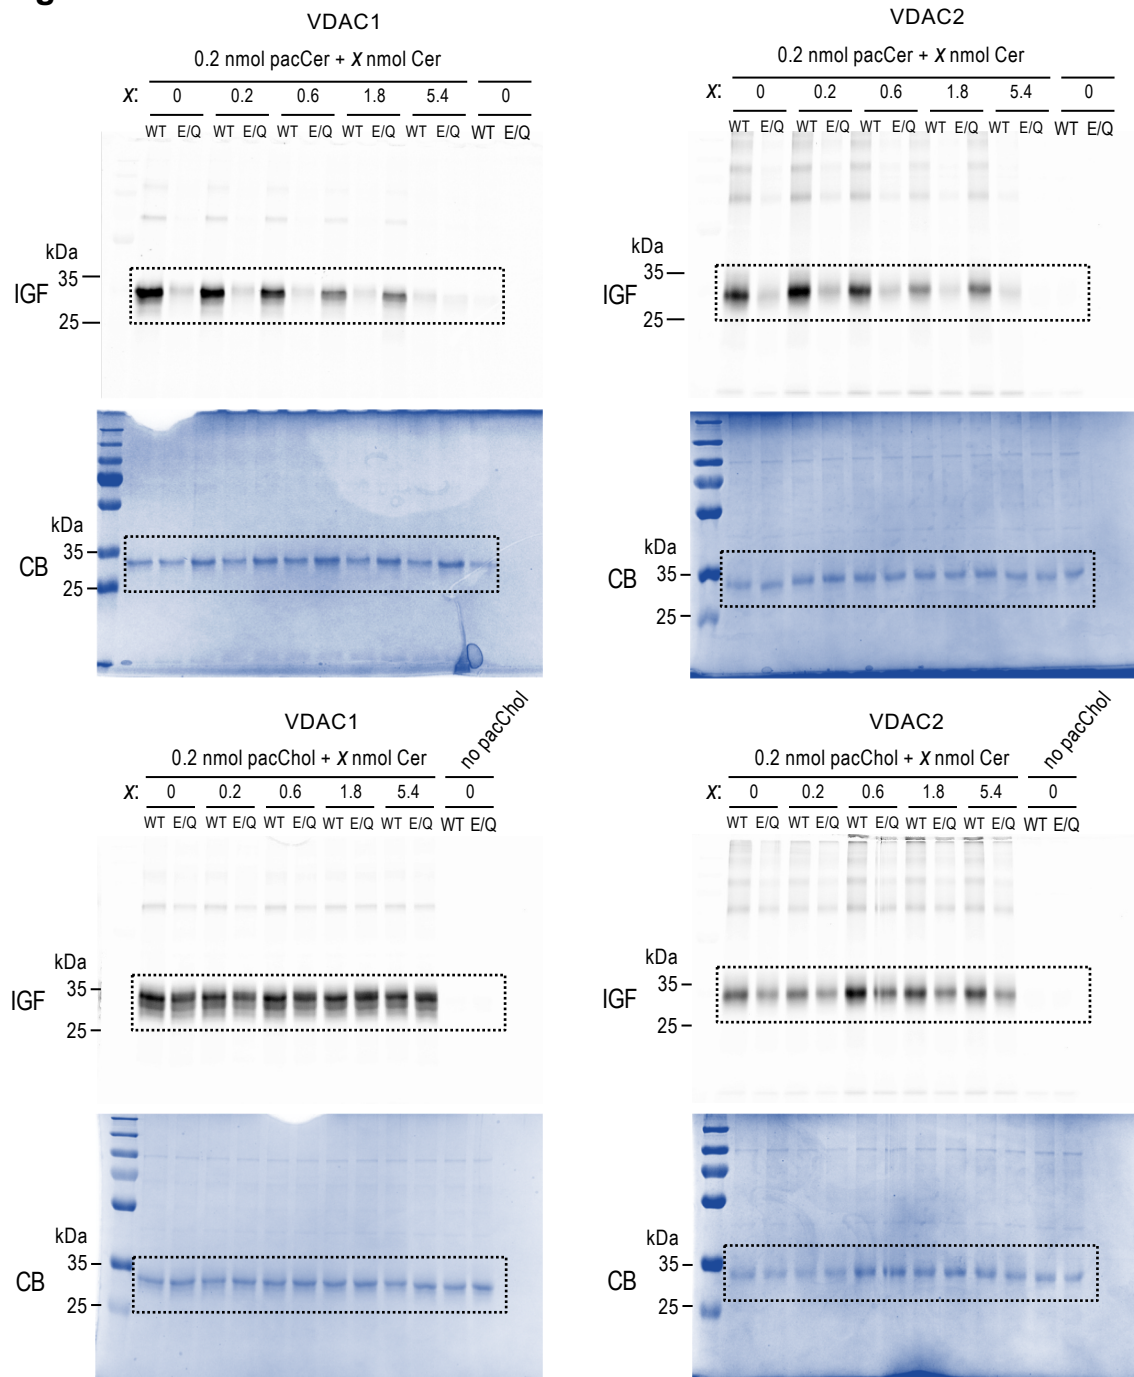 VDAC1
0.2 nmol pacCer + X nmol Cer
X: 0 0.2 0.6 1.8 5.4 0
WT E/Q WT E/Q WT E/Q WT E/Q WT E/Q WT E/Q
kDa
35
IGF
25
kDa
35
CB
25
VDAC2
0.2 nmol pacCer + X nmol Cer
X: 0 0.2 0.6 1.8 5.4 0
WT E/Q WT E/Q WT E/Q WT E/Q WT E/Q WT E/Q
kDa
35
IGF
25
kDa
35
CB
25
VDAC1
no pacChol
0.2 nmol pacChol + X nmol Cer
X: 0 0.2 0.6 1.8 5.4 0
WT E/Q WT E/Q WT E/Q WT E/Q WT E/Q WT E/Q
kDa
35
IGF
25
kDa
35
CB
25
VDAC2
no pacChol
0.2 nmol pacChol + X nmol Cer
X: 0 0.2 0.6 1.8 5.4 0
WT E/Q WT E/Q WT E/Q WT E/Q WT E/Q WT E/Q
kDa
35
IGF
25
kDa
35
CB
25